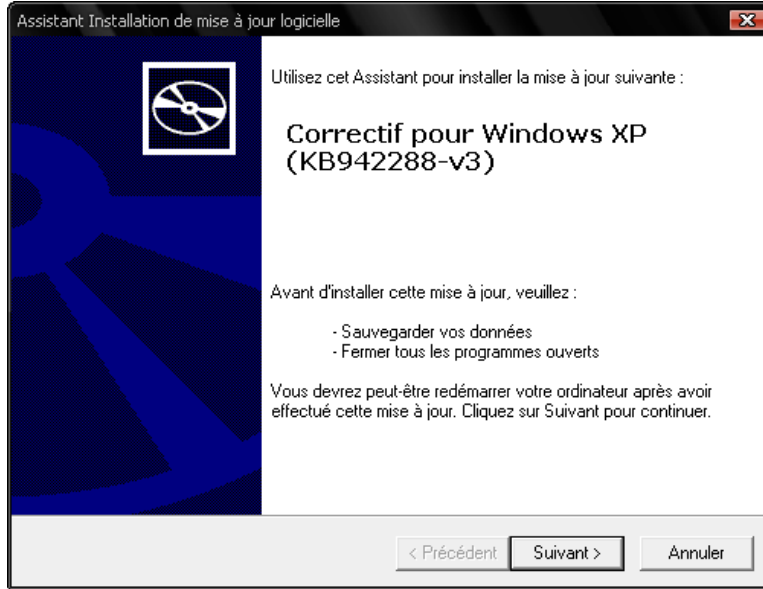 Assistant Installation de mise à jour logicielle
Utilisez cet Assistant pour installer la mise à jour suivante :
Correctif pour Windows XP
(KB942288-v3)
Avant d'installer cette mise à jour, veuillez :
- Sauvegarder vos données
- Fermer tous les programmes ouverts
Vous devrez peut-être redémarrer votre ordinateur après avoir
effectué cette mise à jour. Cliquez sur Suivant pour continuer.
< Précédent
Suivant >
Annuler